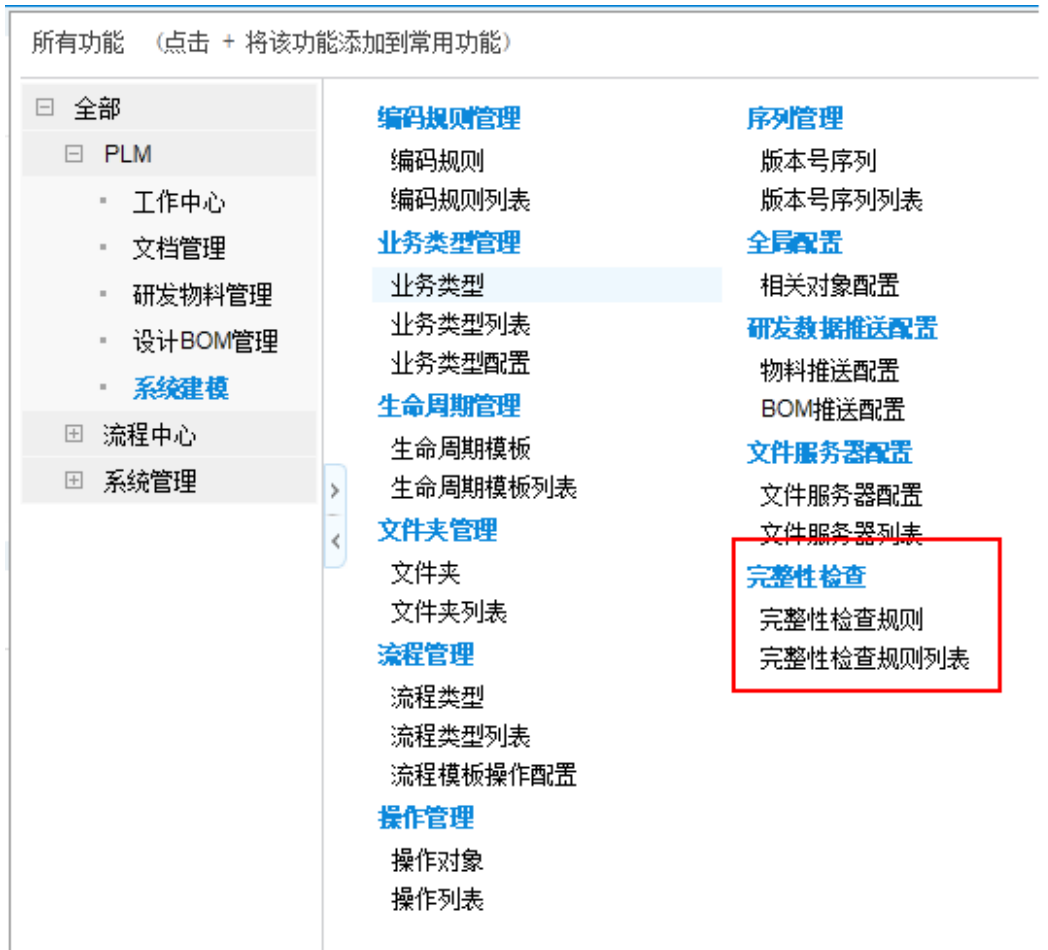 所有功能 （点击 + 将该功能添加到常用功能）
全部
PLM
工作中心
文档管理
研发物料管理
设计BOM管理
系统建模
流程中心
系统管理
编码规则管理
编码规则
编码规则列表
业务类型管理
业务类型
业务类型列表
业务类型配置
生命周期管理
生命周期模板
生命周期模板列表
文件夹管理
文件夹
文件夹列表
流程管理
流程类型
流程类型列表
流程模板操作配置
操作管理
操作对象
操作列表
序列管理
版本号序列
版本号序列列表
全局配置
相关对象配置
研发数据推送配置
物料推送配置
BOM推送配置
文件服务器配置
文件服务器配置
文件服务器列表
完整性检查
完整性检查规则
完整性检查规则列表